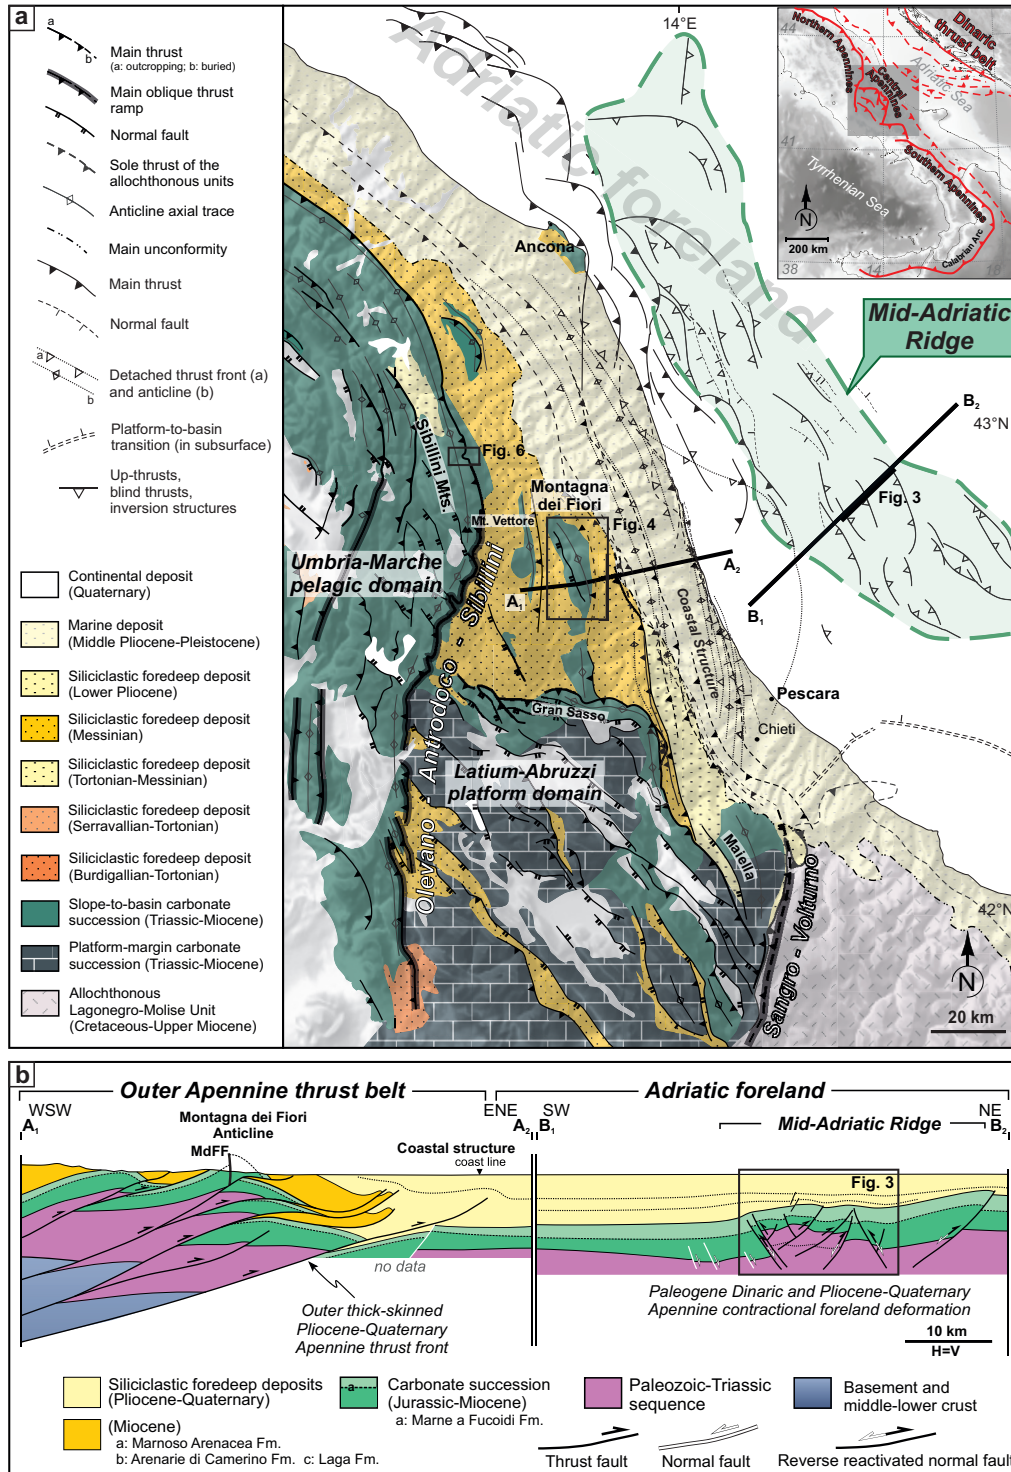 a
a
b
Main thrust
(a: outcropping; b: buried)
Main oblique thrust
ramp
Normal fault
Sole thrust of the
allochthonous units
Anticline axial trace
Main unconformity
Main thrust
Normal fault
a
b
Detached thrust front (a)
and anticline (b)
Platform-to-basin
transition (in subsurface)
Up-thrusts,
blind thrusts,
inversion structures
Continental deposit
(Quaternary)
Marine deposit
(Middle Pliocene-Pleistocene)
Siliciclastic foredeep deposit
(Lower Pliocene)
Siliciclastic foredeep deposit
(Messinian)
Siliciclastic foredeep deposit
(Tortonian-Messinian)
Siliciclastic foredeep deposit
(Serravallian-Tortonian)
Siliciclastic foredeep deposit
(Burdigallian-Tortonian)
Slope-to-basin carbonate
succession (Triassic-Miocene)
Platform-margin carbonate
succession (Triassic-Miocene)
Allochthonous
Lagonegro-Molise Unit
(Cretaceous-Upper Miocene)
14°E
Adriatic foreland
Ancona
Mid-Adriatic
Ridge
B2
43°N
Fig. 3
B1
Sibillini Mts.
Fig. 6
Montagna
dei Fiori
Mt. Vettore
Fig. 4
Umbria-Marche
pelagic domain
A1
A2
Coastal Structure
Olevano - Antrodoco - Sibillini
Gran Sasso
Pescara
Chieti
Latium-Abruzzi
platform domain
Maiella
Sangro - Volturno
42°N
N
20 km
Northern Apennines
Dinaric
thrust belt
Adriatic Sea
Central
Apennines
Southern Apennines
Tyrrhenian Sea
Calabrian Arc
N
200 km
44
41
38
14
18
b
Outer Apennine thrust belt
Adriatic foreland
WSW
A1
ENE
A2
SW
B1
NE
B2
Montagna dei Fiori
Anticline
MdFF
Coastal structure
coast line
Mid-Adriatic Ridge
Fig. 3
no data
Outer thick-skinned
Pliocene-Quaternary
Apennine thrust front
Paleogene Dinaric and Pliocene-Quaternary
Apennine contractional foreland deformation
10 km
H=V
Siliciclastic foredeep deposits
(Pliocene-Quaternary)
(Miocene)
a: Marnoso Arenacea Fm.
b: Arenarie di Camerino Fm. c: Laga Fm.
a
Carbonate succession
(Jurassic-Miocene)
a: Marne a Fucoidi Fm.
Paleozoic-Triassic
sequence
Basement and
middle-lower crust
Thrust fault
Normal fault
Reverse reactivated normal fault